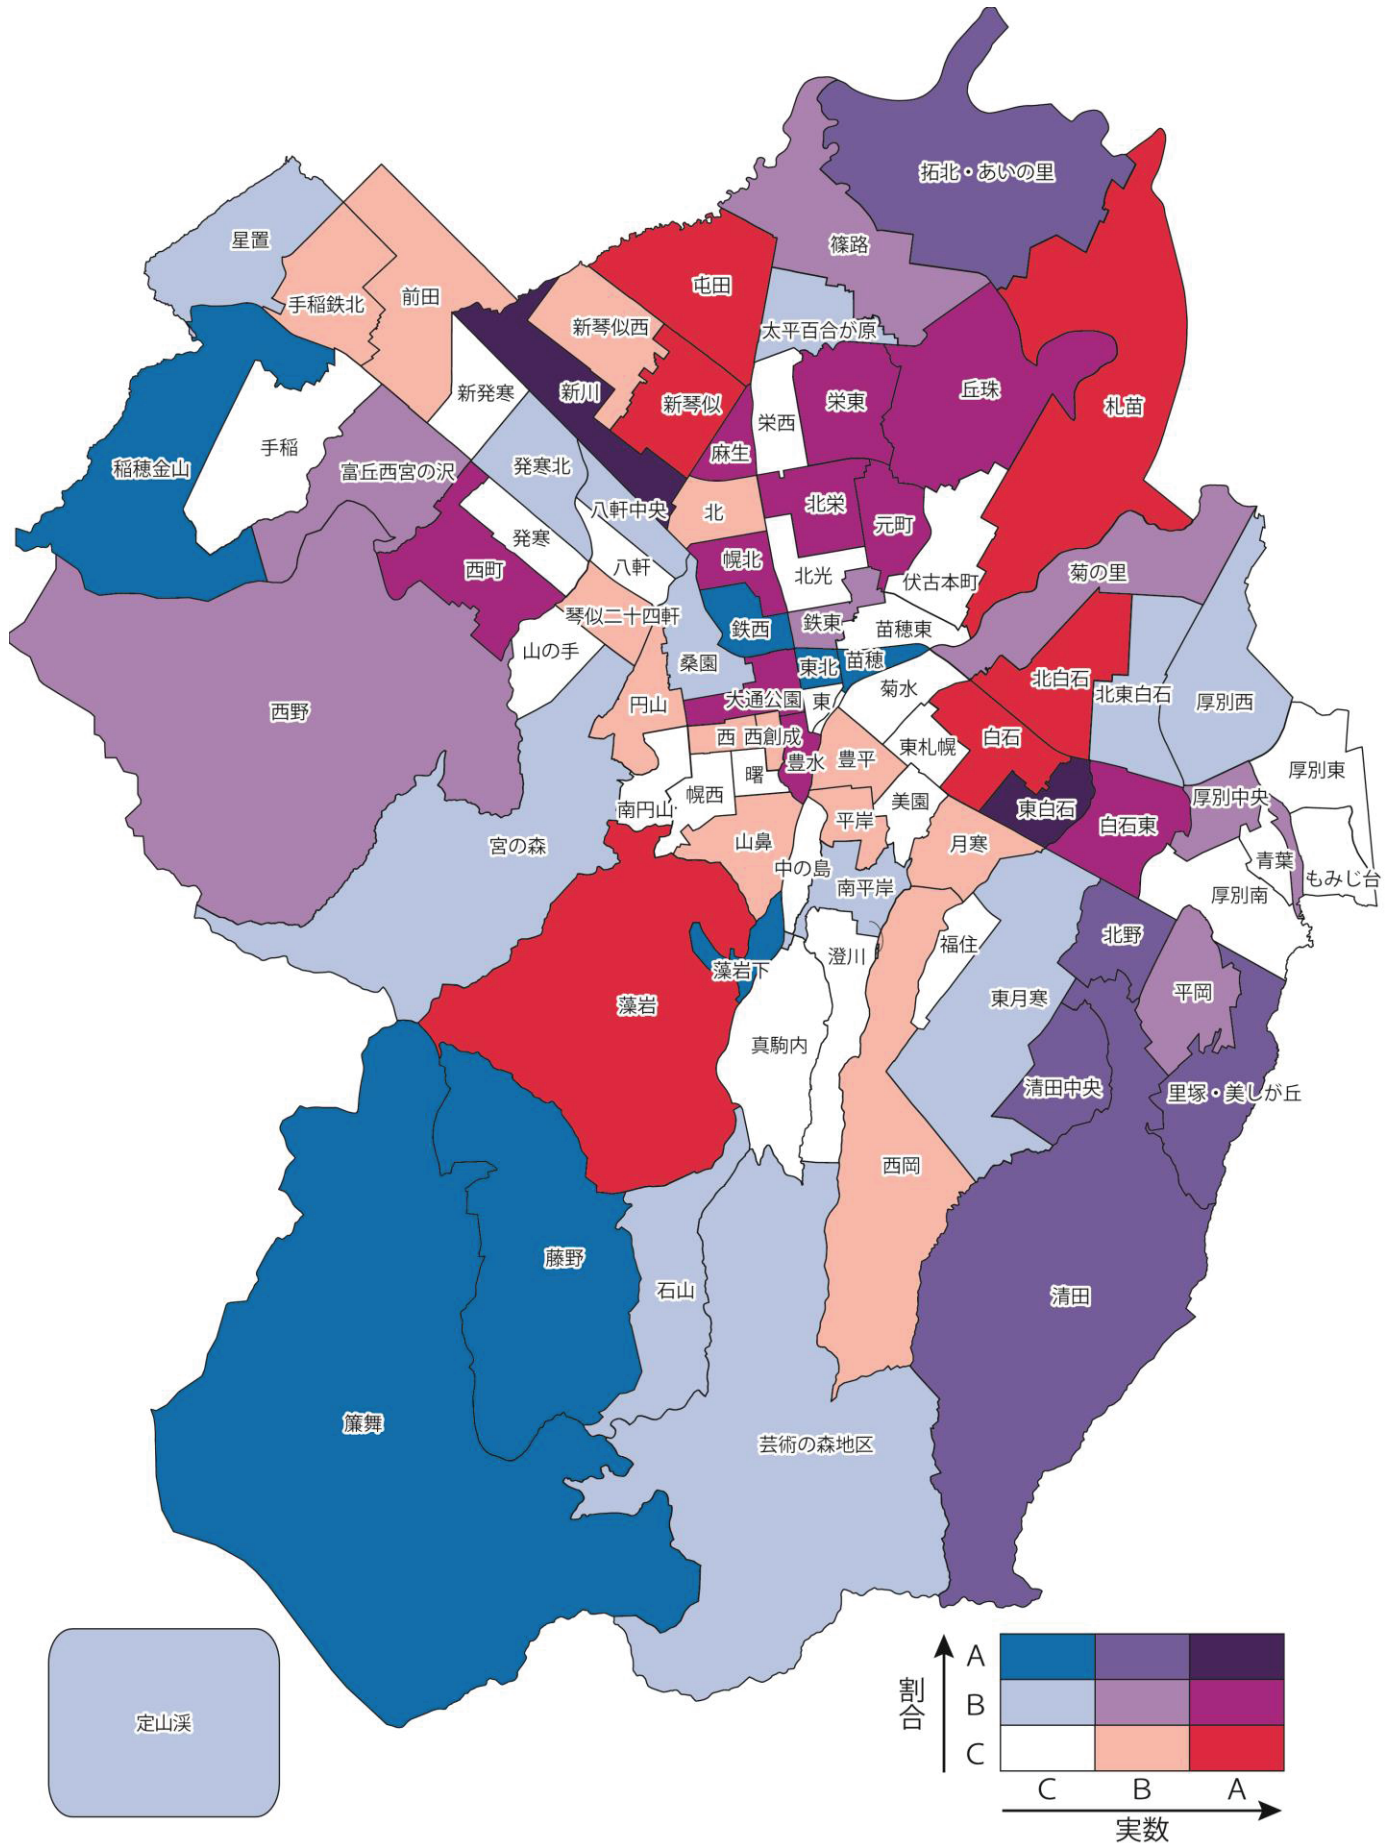 拓北・あいの里
星置
篠路
手稲鉄北
前田
屯田
新琴似西
太平百合が原
新発寒
新川
新琴似
栄西
栄東
丘珠
札苗
手稲
麻生
稲穂金山
富丘西宮の沢
発寒北
八軒中央
北
北栄
元町
発寒
西町
八軒
幌北
北光
伏古本町
菊の里
琴似二十四軒
鉄西
鉄東
苗穂東
山の手
桑園
東北
苗穂
菊水
北白石
北東白石
厚別西
西野
円山
大通公園
東
西
西創成
豊水
豊平
東札幌
白石
厚別東
曙
南円山
幌西
美園
東白石
厚別中央
宮の森
山鼻
平岸
月寒
白石東
中の島
南平岸
青葉
もみじ台
厚別南
藻岩下
澄川
福住
北野
藻岩
真駒内
東月寒
平岡
清田中央
里塚・美しが丘
西岡
藤野
石山
清田
簾舞
芸術の森地区
定山渓
割合
A
B
C
C
B
A
実数